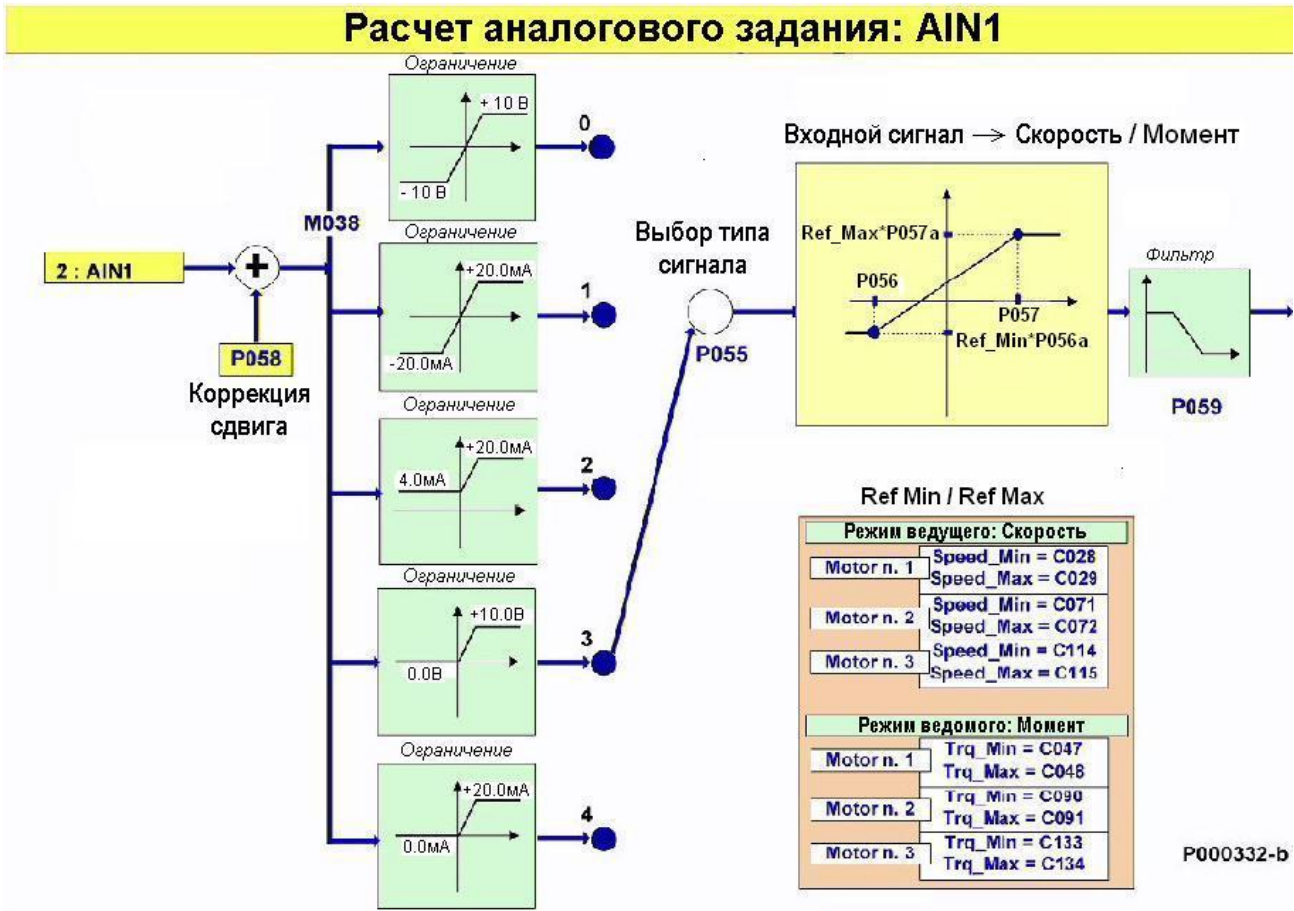 Расчет аналогового задания: AIN1
Ограничение
+ 10 В
- 10 В
0
M038
2 : AIN1
+
P058
Коррекция
сдвига
Ограничение
+20.0мА
-20.0мА
1
Ограничение
+20.0мА
4.0мА
2
Ограничение
+10.0В
0.0В
3
Ограничение
+20.0мА
0.0мА
4
Выбор типа
сигнала
P055
Входной сигнал → Скорость / Момент
Ref_Max*P057a
P056
P057
Ref_Min*P056a
Фильтр
P059
Ref Min / Ref Max
Режим ведущего: Скорость
Motor n. 1
Speed_Min = C028
Speed_Max = C029
Motor n. 2
Speed_Min = C071
Speed_Max = C072
Motor n. 3
Speed_Min = C114
Speed_Max = C115
Режим ведомого: Момент
Motor n. 1
Trq_Min = C047
Trq_Max = C048
Motor n. 2
Trq_Min = C090
Trq_Max = C091
Motor n. 3
Trq_Min = C133
Trq_Max = C134
P000332-b